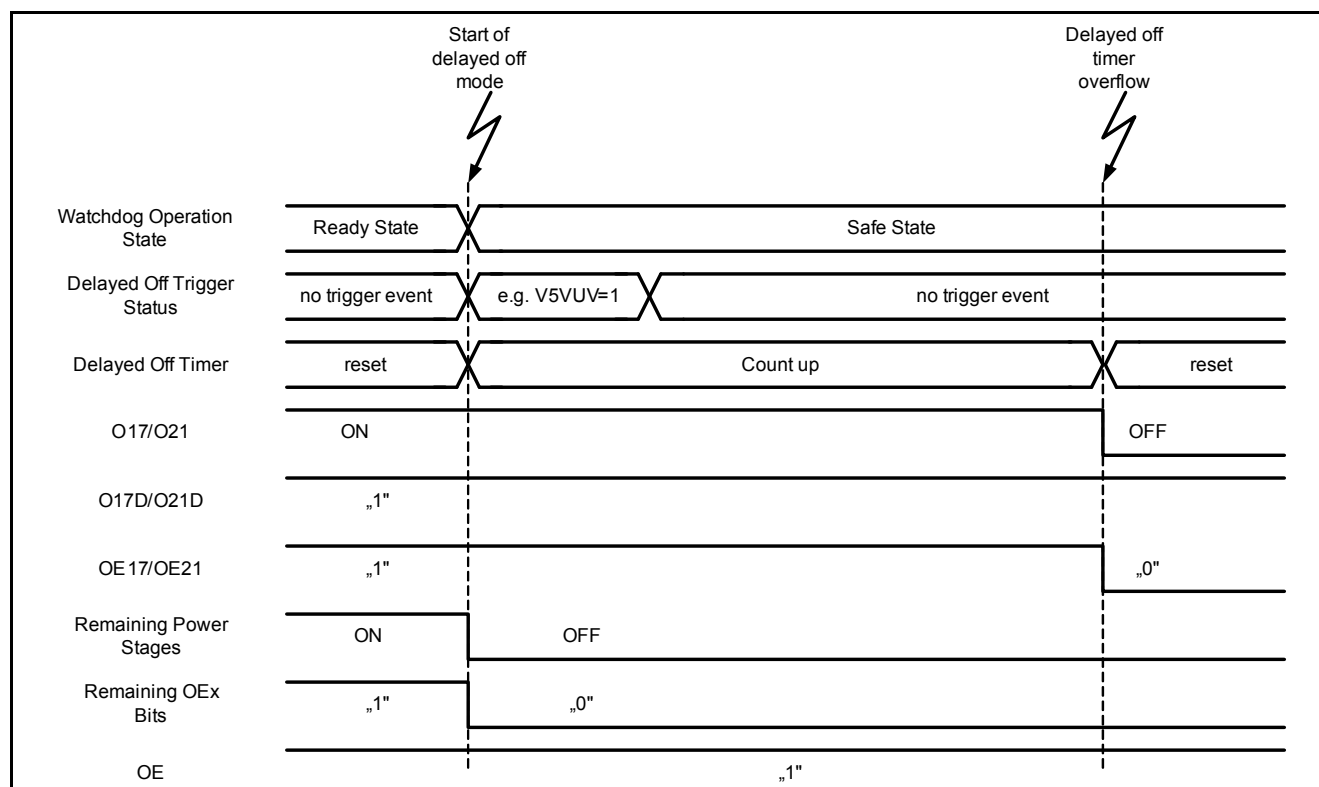 Start of
delayed off
mode
Delayed off
timer
overflow
Watchdog Operation
State
Ready State
Safe State
Delayed Off Trigger
Status
no trigger event
e.g. V5VUV=1
no trigger event
Delayed Off Timer
reset
Count up
reset
O17/O21
ON
OFF
O17D/O21D
„1"
OE17/OE21
„1"
„0"
Remaining Power
Stages
ON
OFF
Remaining OEx
Bits
„1"
„0"
OE
„1"